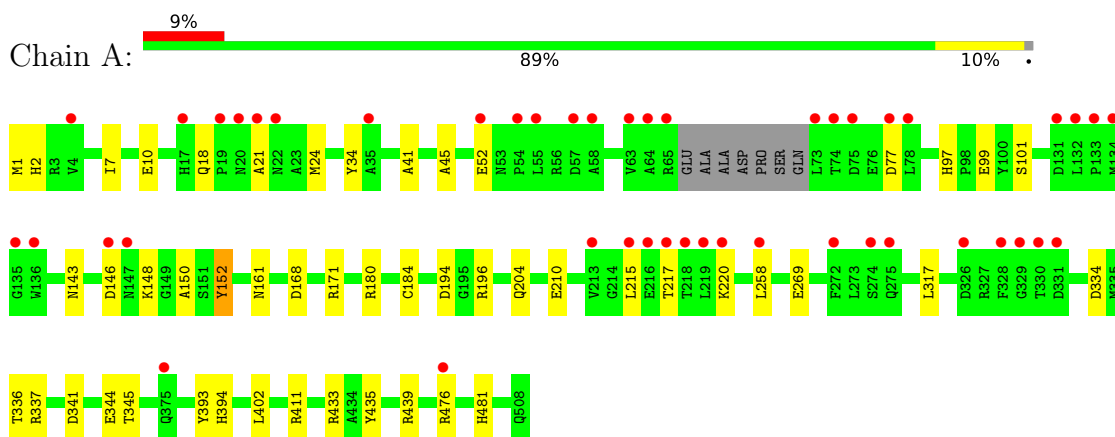 9%
Chain A:
89% 10% •
M1 H2 R3 V4 I7 E10 H17 Q18 P19 N20 A21 N22 A23 M24 Y34 A35 A41 A45 E52 N53 P54 L55 R56 D57 A58 V63 A64 R65 GLU ALA ALA ASP PRO SER GLN L73 T74 D75 E76 D77 L78 H97 P98 E99 Y100 S101 D131 L132 P133 M134
G135 W136 N143 D146 N147 K148 G149 A150 S151 Y152 N161 D168 R171 R180 C184 D194 G195 R196 Q204 E210 V213 G214 L215 E216 T217 T218 L219 K220 L258 E269 F272 L273 S274 Q275 L317 D326 R327 F328 G329 T330 D331 D334 M335
T336 R337 D341 E344 T345 Q375 Y393 H394 L402 R411 R433 A434 Y435 R439 R476 H481 Q508